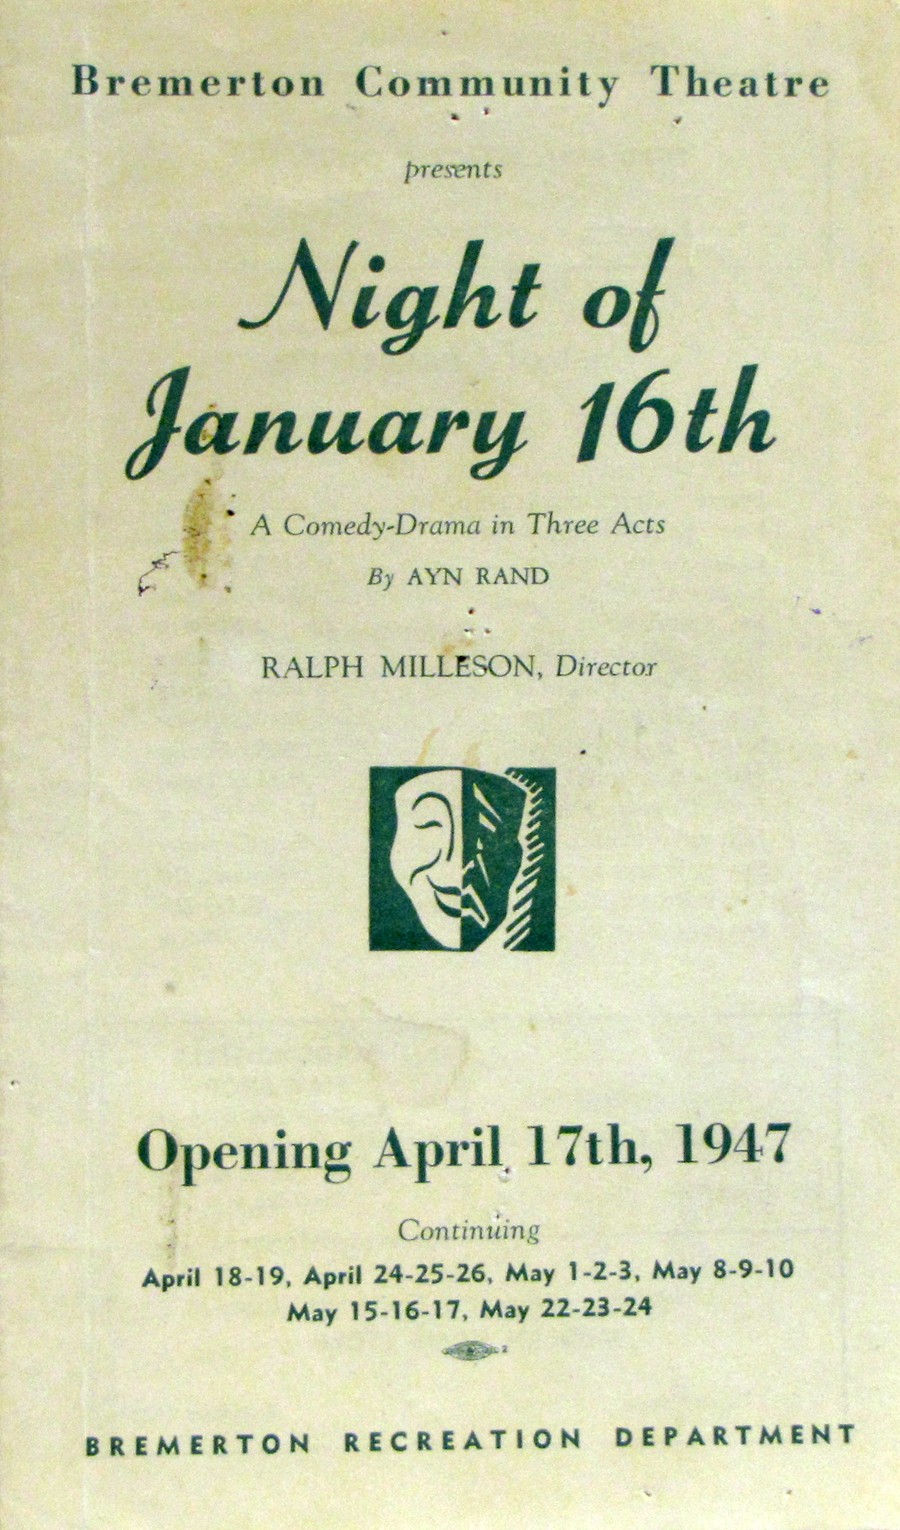 Bremerton Community Theatre
presents
Night of
January 16th
A Comedy-Drama in Three Acts
By AYN RAND
RALPH MILLESON, Director
Opening April 17th, 1947
Continuing
April 18-19, April 24-25-26, May 1-2-3, May 8-9-10
May 15-16-17, May 22-23-24
BREMERTON RECREATION DEPARTMENT